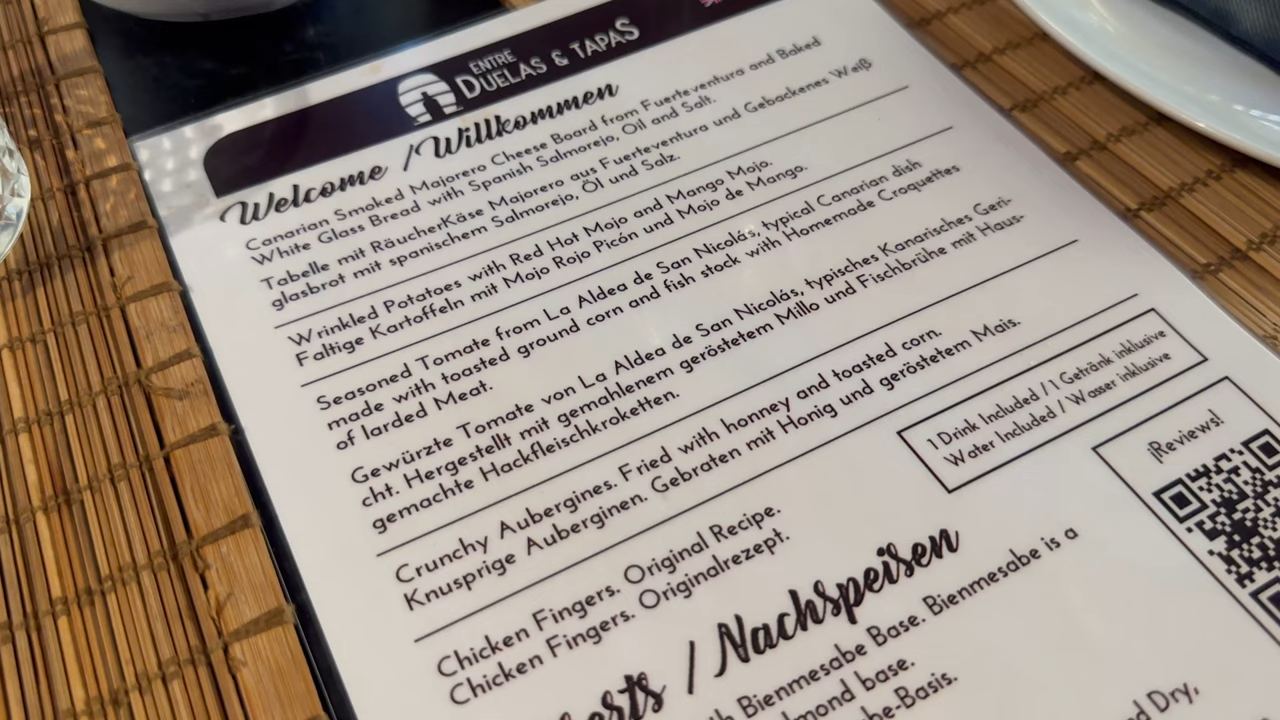 ENTRE
DUELAS & TAPAS
Welcome / Willkommen
Canarian Smoked Majorero Cheese Board from Fuerteventura and Baked
White Glass Bread with Spanish Salmorejo, Oil and Salt.
Tabelle mit RäucherKäse Majorero aus Fuerteventura und Gebackenes Weiß
glasbrot mit spanischem Salmorejo, Öl und Salz.
Wrinkled Potatoes with Red Hot Mojo and Mango Mojo.
Faltige Kartoffeln mit Mojo Rojo Picón und Mojo de Mango.
Seasoned Tomate from La Aldea de San Nicolás, typical Canarian dish
made with toasted ground corn and fish stock with Homemade Croquettes
of larded Meat.
Gewürzte Tomate von La Aldea de San Nicolás, typisches Kanarisches Geri-
cht. Hergestellt mit gemahlenem geröstetem Millo und Fischbrühe mit Haus-
gemachte Hackfleischkroketten.
Crunchy Aubergines. Fried with honney and toasted corn.
Knusprige Auberginen. Gebraten mit Honig und geröstetem Mais.
Chicken Fingers. Original Recipe.
Chicken Fingers. Originalrezept.
1 Drink Included / 1 Getränk inklusive
Water Included / Wasser inklusive
¡Reviews!
/ Nachspeisen
Bienmesabe Base. Bienmesabe is a
base.
-Basis.
Dry,